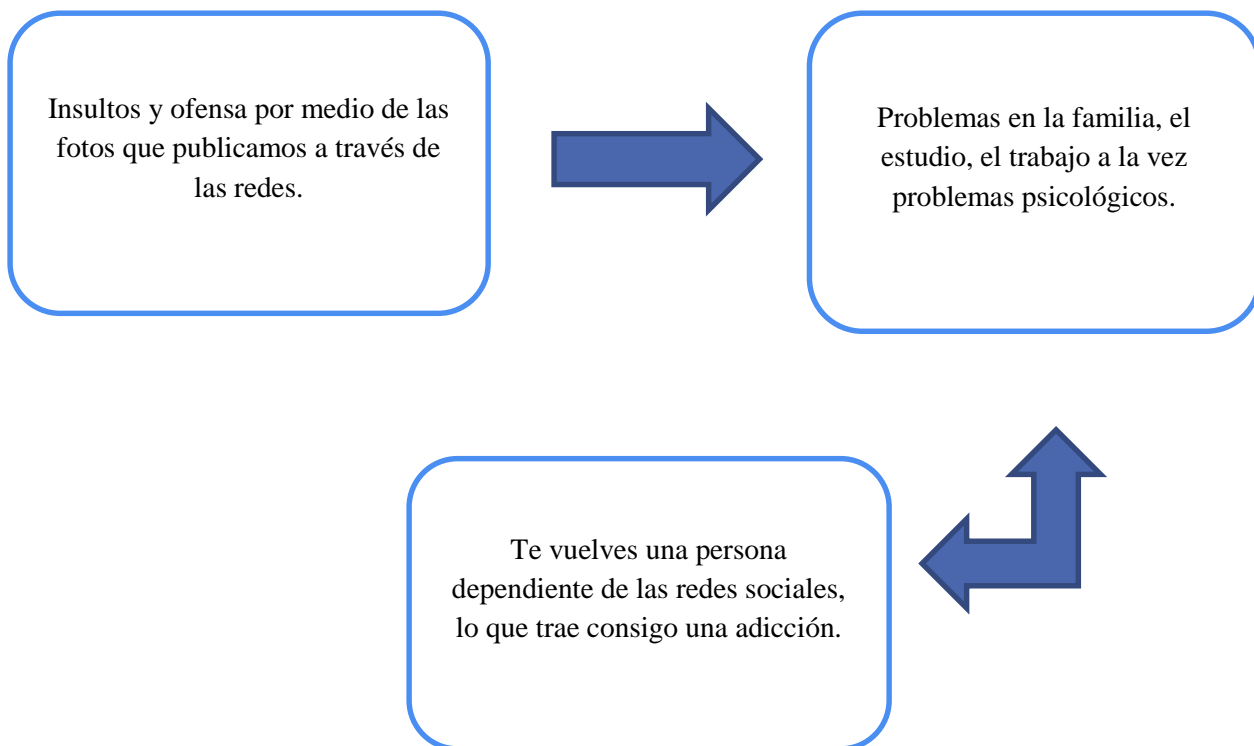 Insultos y ofensa por medio de las
fotos que publicamos a través de
las redes.
Problemas en la familia, el
estudio, el trabajo a la vez
problemas psicológicos.
Te vuelves una persona
dependiente de las redes sociales,
lo que trae consigo una adicción.